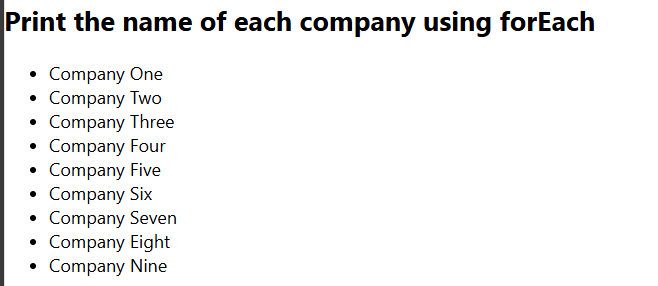 Print the name of each company using forEach
Company One
Company Two
Company Three
Company Four
Company Five
Company Six
Company Seven
Company Eight
Company Nine